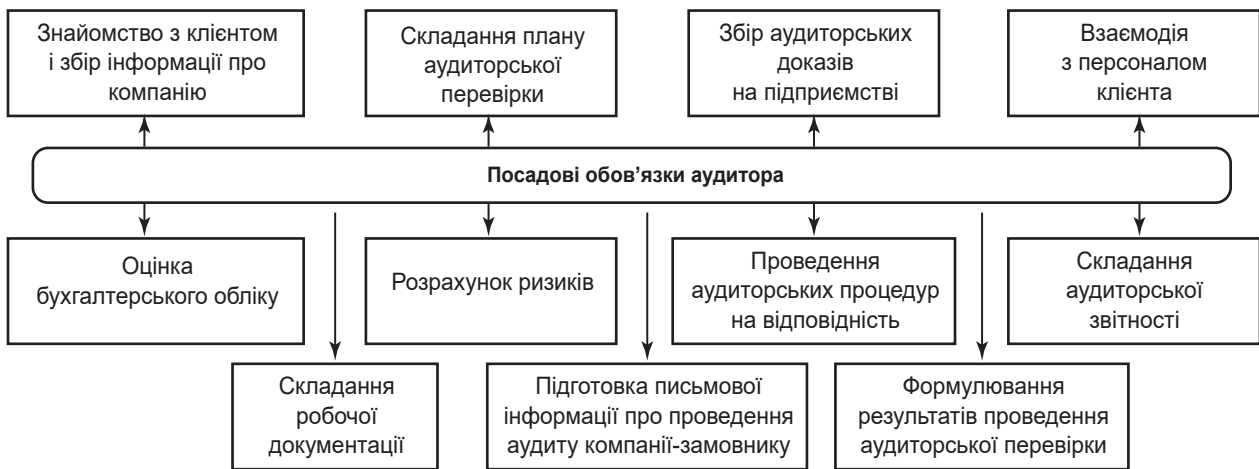 Знайомство з клієнтом
і збір інформації про
компанію
Складання плану
аудиторської
перевірки
Збір аудиторських
доказів
на підприємстві
Взаємодія
з персоналом
клієнта
Посадові обов’язки аудитора
Оцінка
бухгалтерського обліку
Розрахунок ризиків
Проведення
аудиторських процедур
на відповідність
Складання
аудиторської
звітності
Складання
робочої
документації
Підготовка письмової
інформації про проведення
аудиту компанії-замовнику
Формулювання
результатів проведення
аудиторської перевірки